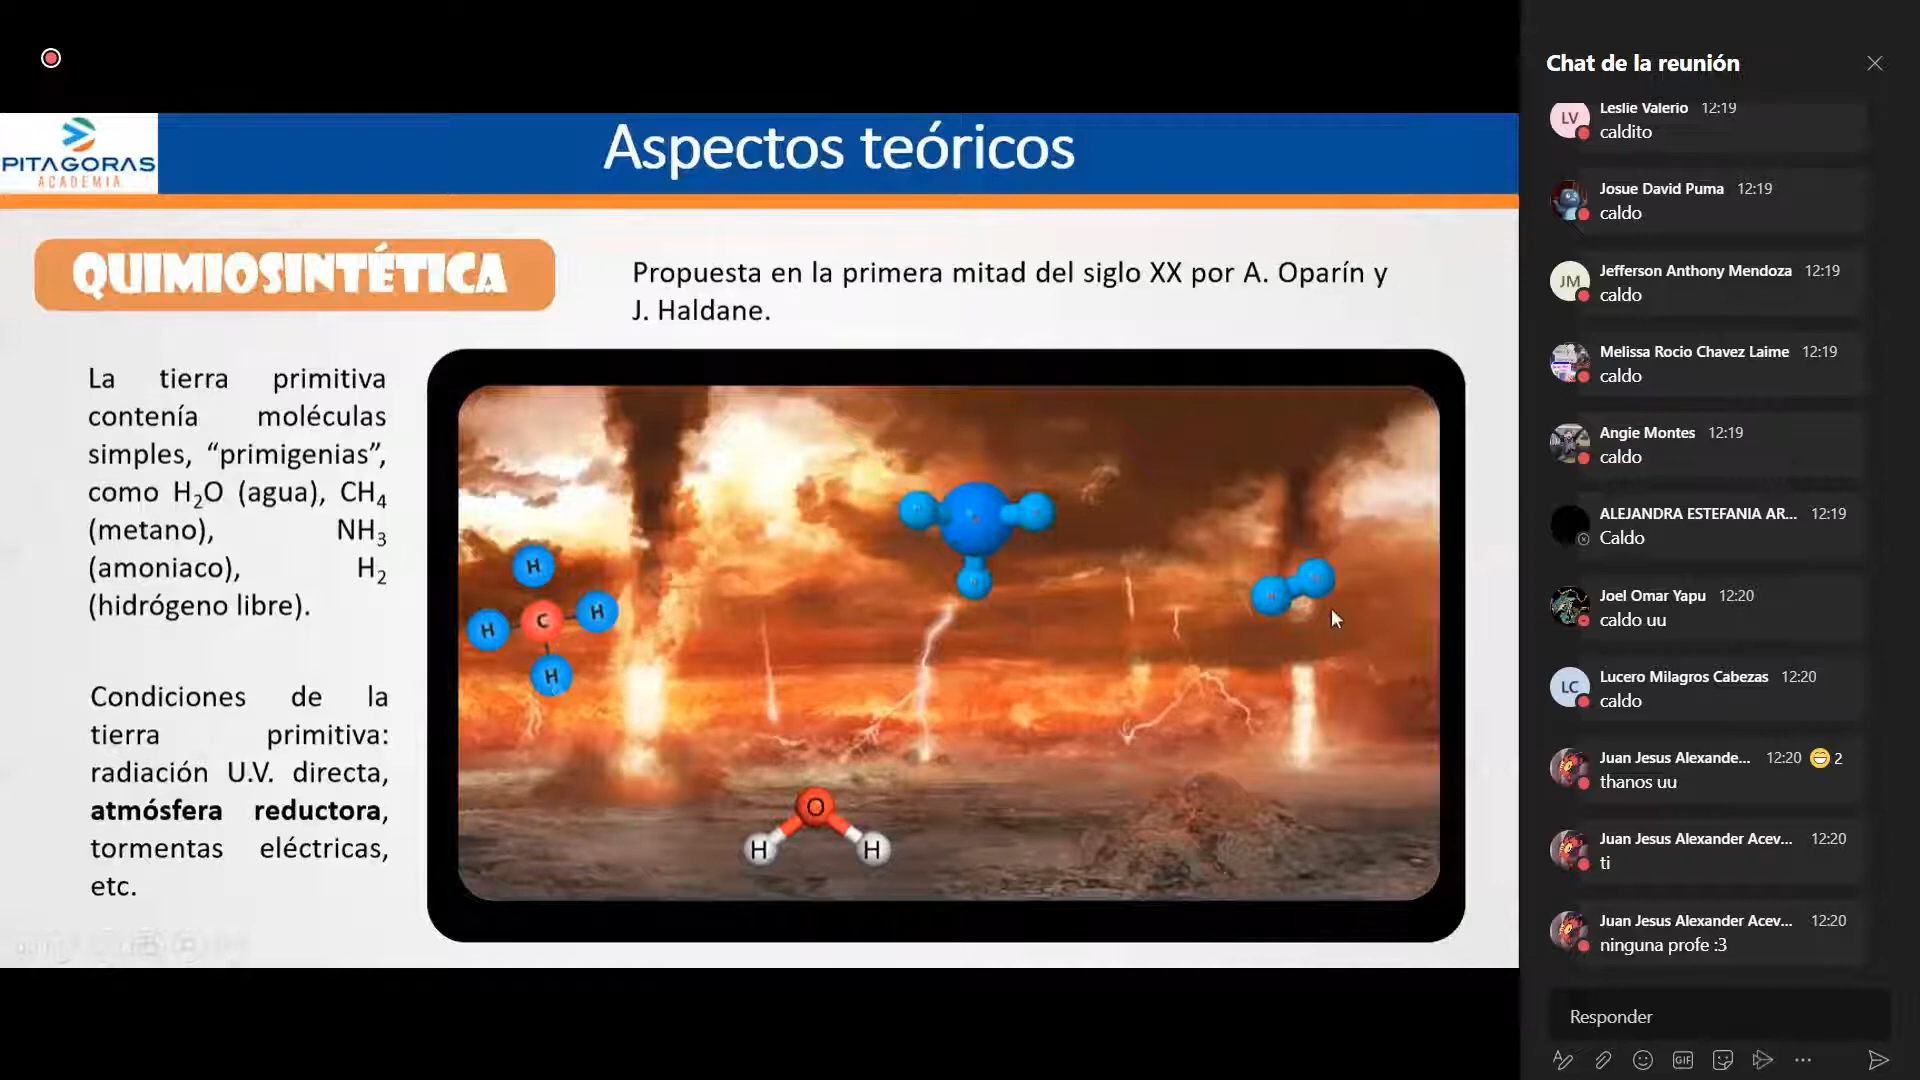 PITAGORAS
ACADEMIA
Aspectos teóricos
QUIMIOSINTÉTICA
Propuesta en la primera mitad del siglo XX por A. Oparín y
J. Haldane.
La tierra primitiva
contenía moléculas
simples, “primigenias”,
como H₂O (agua), CH₄
(metano), NH₃
(amoniaco), H₂
(hidrógeno libre).
Condiciones de la
tierra primitiva:
radiación U.V. directa,
atmósfera reductora,
tormentas eléctricas,
etc.
H
H C H
H
O
H H
Chat de la reunión
LV Leslie Valerio 12:19
caldito
Josue David Puma 12:19
caldo
JM Jefferson Anthony Mendoza 12:19
caldo
Melissa Rocio Chavez Laime 12:19
caldo
Angie Montes 12:19
caldo
ALEJANDRA ESTEFANIA AR... 12:19
Caldo
Joel Omar Yapu 12:20
caldo uu
LC Lucero Milagros Cabezas 12:20
caldo
Juan Jesus Alexande... 12:20 2
thanos uu
Juan Jesus Alexander Acev... 12:20
ti
Juan Jesus Alexander Acev... 12:20
ninguna profe :3
Responder
GIF